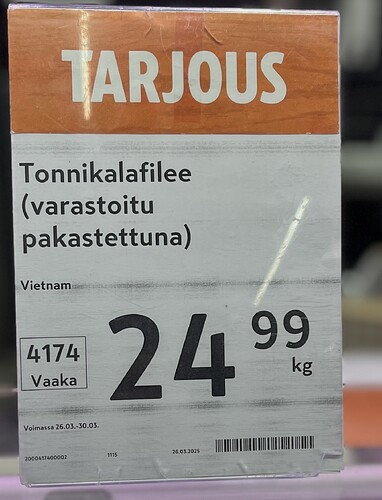 TARJOUS
Tonnikalafilee
(varastoitu
pakastettuna)
Vietnam
24 99
kg
4174
Vaaka
Voimassa 26.03.-30.03.
2000417400002 1115 26.03.2025